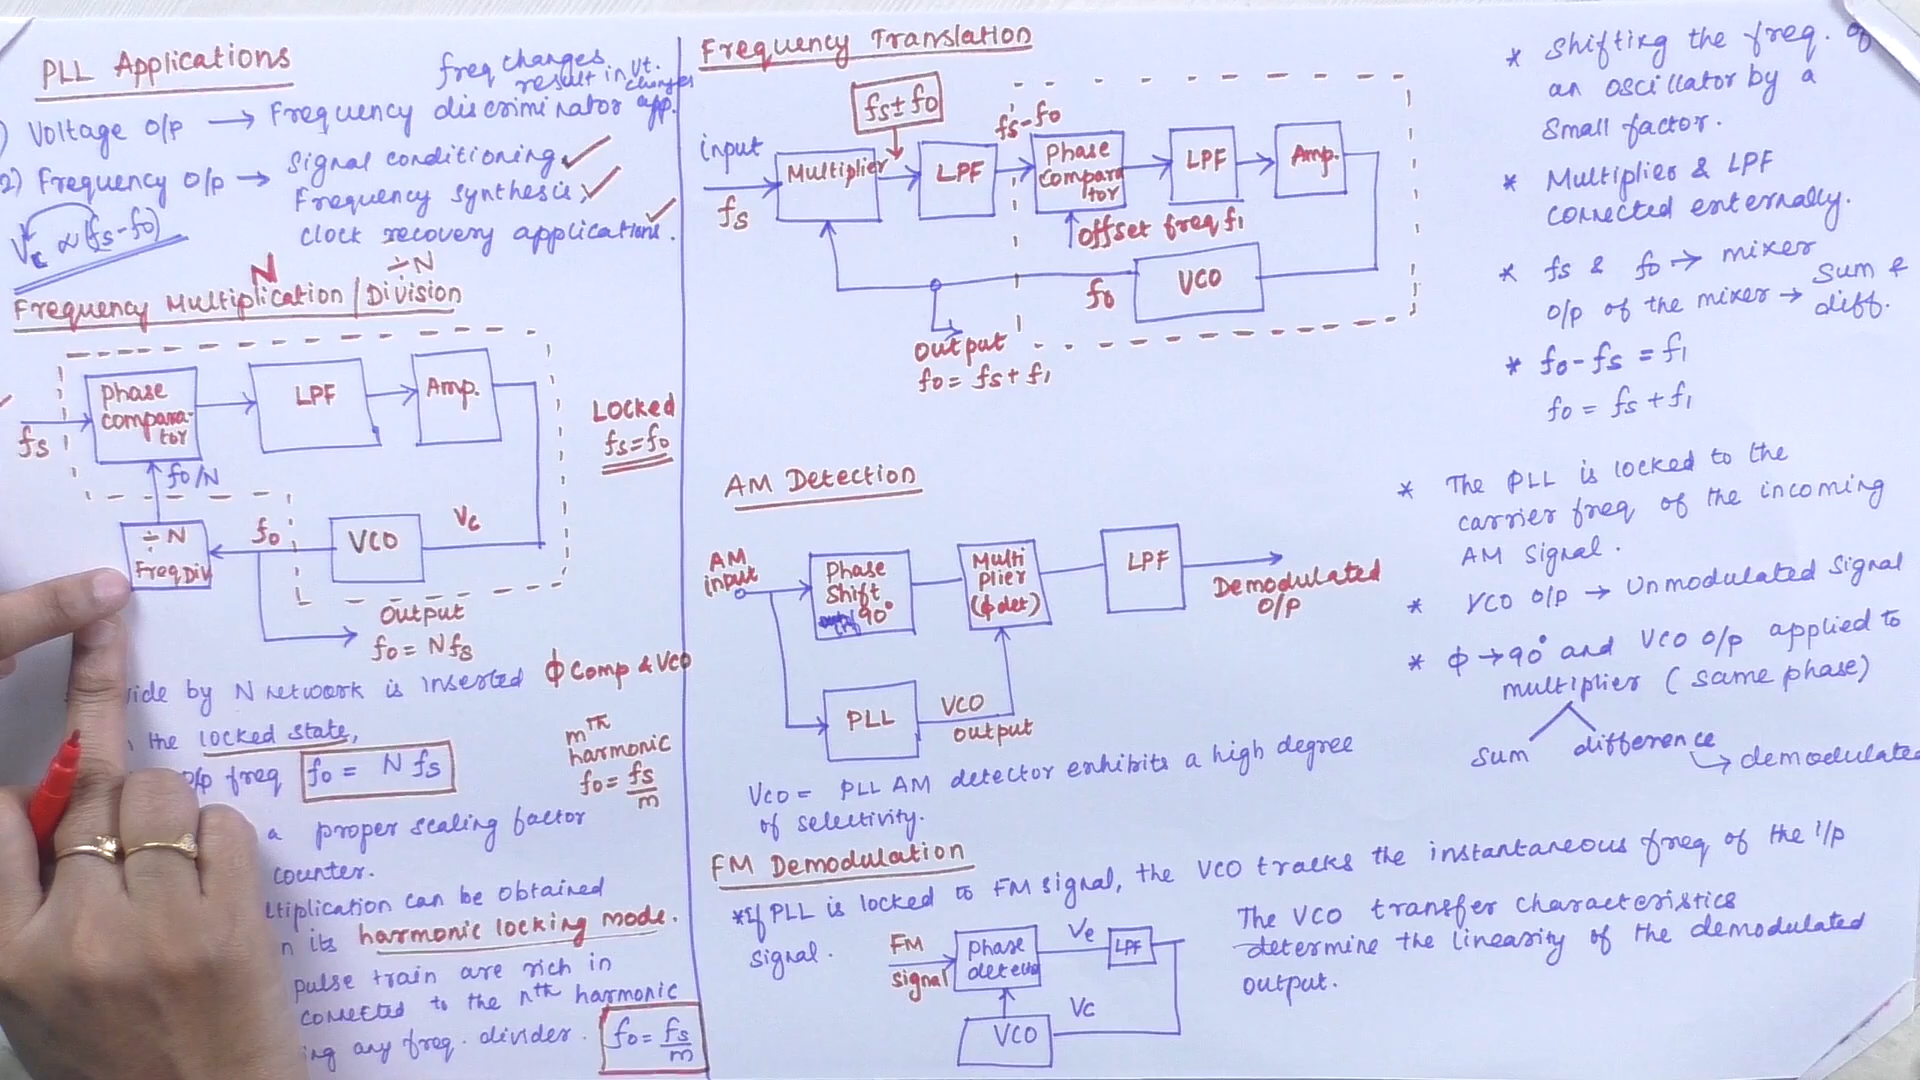 PLL Applications
freq changes
result in Vt.
changes
) Voltage o/p → Frequency discriminator app.
2) Frequency o/p → Signal conditioning ✓
Frequency synthesis, ✓
clock recovery applications. ✓
Vc ∝ (fs-fo)
N
÷N
Frequency Multiplication/Division
Phase
compara-
tor
LPF
Amp.
fs
Locked
fs=fo
fo/N
÷N
Freq Div
fo
VCO
Vc
Output
fo = Nfs
ide by N network is inserted ϕ Comp & VCO
the locked state,
o/p freq fo = N fs
mth
harmonic
fo = fs/m
a proper scaling factor
counter.
ltiplication can be obtained
n its harmonic locking mode.
pulse train are rich in
connected to the nth harmonic
ing any freq. divider. fo = fs/m
Frequency Translation
fs ± fo
fs-fo
input
fs
Multiplier
LPF
Phase
Compara
tor
LPF
Amp.
offset freq f1
fo
VCO
Output
fo = fs + f1
* Shifting the freq. of
an oscillator by a
small factor.
* Multiplier & LPF
connected externally.
* fs & fo → mixer
o/p of the mixer → sum &
diff.
* fo - fs = f1
fo = fs + f1
AM Detection
AM
input
Phase
Shift
90°
Multi
plier
(ϕ det)
LPF
Demodulated
O/P
PLL
VCO
output
* The PLL is locked to the
carrier freq of the incoming
AM signal.
* VCO o/p → Unmodulated signal
* ϕ → 90° and VCO o/p applied to
multiplier (same phase)
sum
difference
→ demodulated
VCO = PLL AM detector exhibits a high degree
of selectivity.
FM Demodulation
*If PLL is locked to FM signal, the VCO tracks the instantaneous freq of the i/p
signal.
FM
signal
phase
Ve
LPF
Vc
VCO
The VCO transfer characteristics
determine the linearity of the demodulated
output.